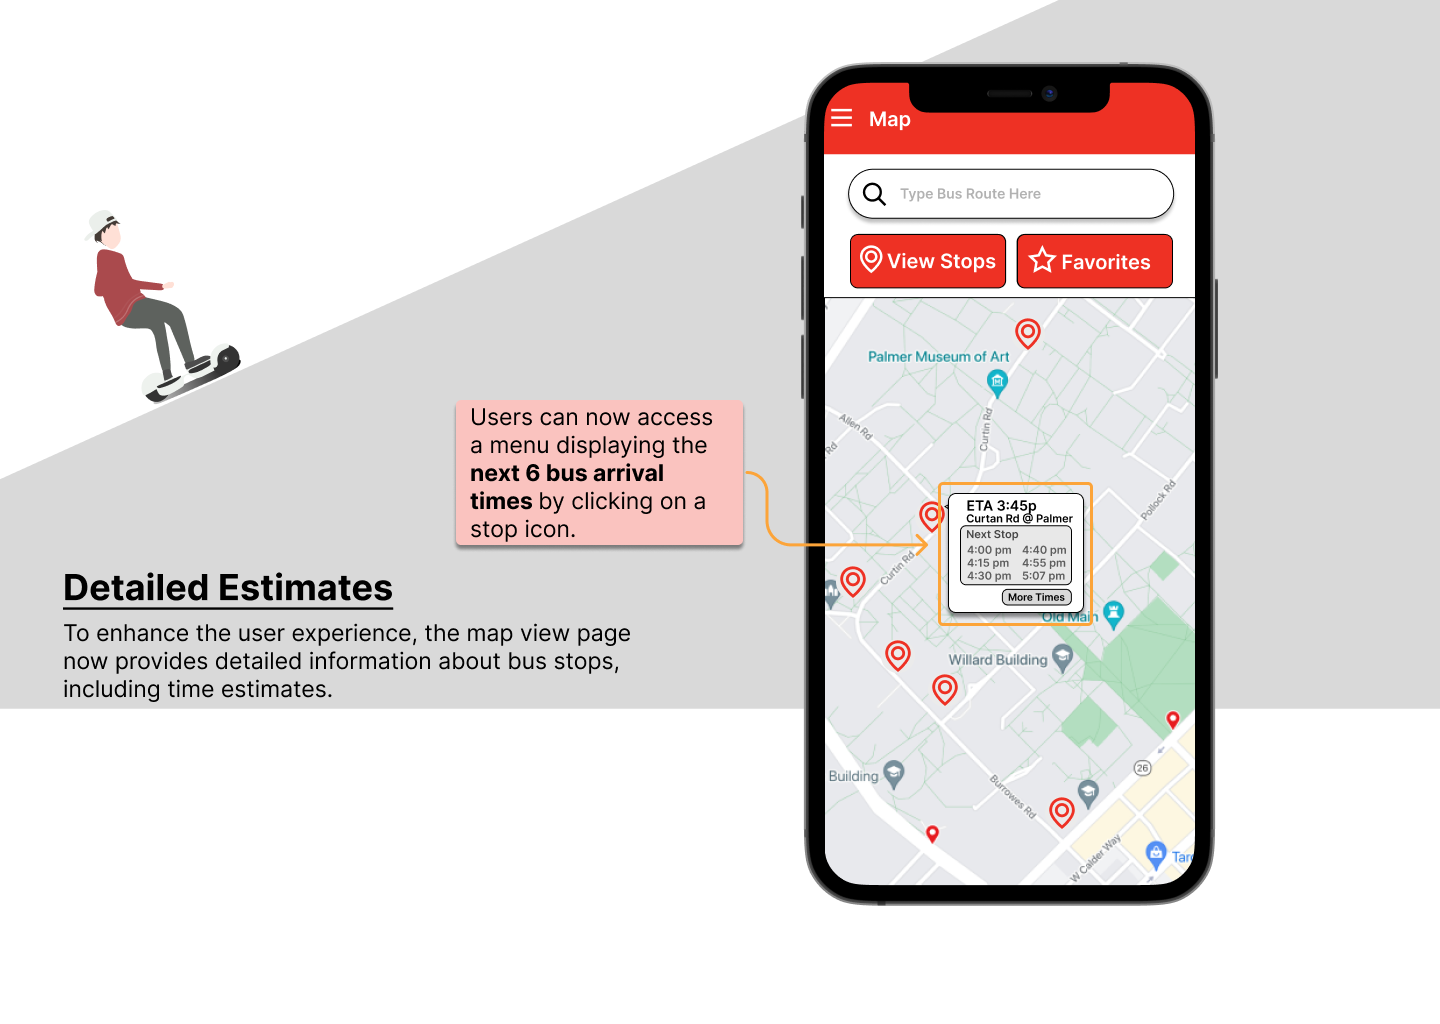 Map
Type Bus Route Here
View Stops
Favorites
Palmer Museum of Art
Allen Rd
Rd
Curtin Rd
Pollock Rd
Users can now access
a menu displaying the
next 6 bus arrival
times by clicking on a
stop icon.
ETA 3:45p
Curtan Rd @ Palmer
Next Stop
4:00 pm 4:40 pm
4:15 pm 4:55 pm
4:30 pm 5:07 pm
More Times
Curtin Rd
Old Main
Willard Building
Detailed Estimates
To enhance the user experience, the map view page
now provides detailed information about bus stops,
including time estimates.
26
Building
Burrowes Rd
W Calder Way
Targ